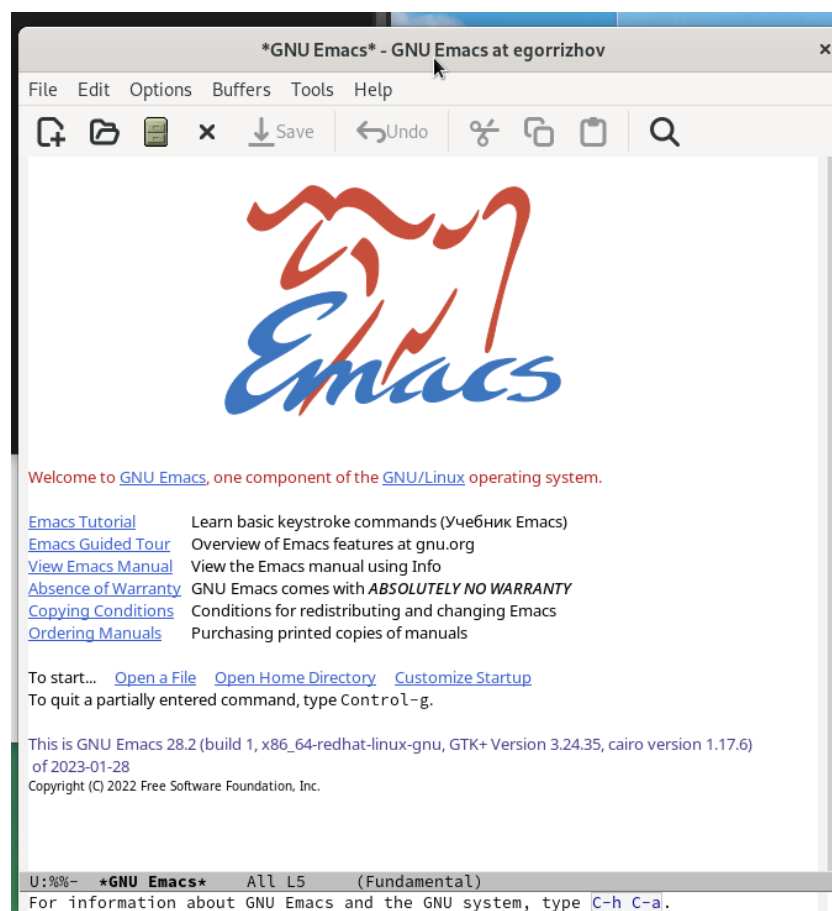 *GNU Emacs* - GNU Emacs at egorrizhov
File Edit Options Buffers Tools Help
Save Undo
Emacs
Welcome to GNU Emacs, one component of the GNU/Linux operating system.
Emacs Tutorial Learn basic keystroke commands (Учебник Emacs)
Emacs Guided Tour Overview of Emacs features at gnu.org
View Emacs Manual View the Emacs manual using Info
Absence of Warranty GNU Emacs comes with ABSOLUTELY NO WARRANTY
Copying Conditions Conditions for redistributing and changing Emacs
Ordering Manuals Purchasing printed copies of manuals
To start... Open a File Open Home Directory Customize Startup
To quit a partially entered command, type Control-g.
This is GNU Emacs 28.2 (build 1, x86_64-redhat-linux-gnu, GTK+ Version 3.24.35, cairo version 1.17.6)
of 2023-01-28
Copyright (C) 2022 Free Software Foundation, Inc.
U:%%- *GNU Emacs* All L5 (Fundamental)
For information about GNU Emacs and the GNU system, type C-h C-a.